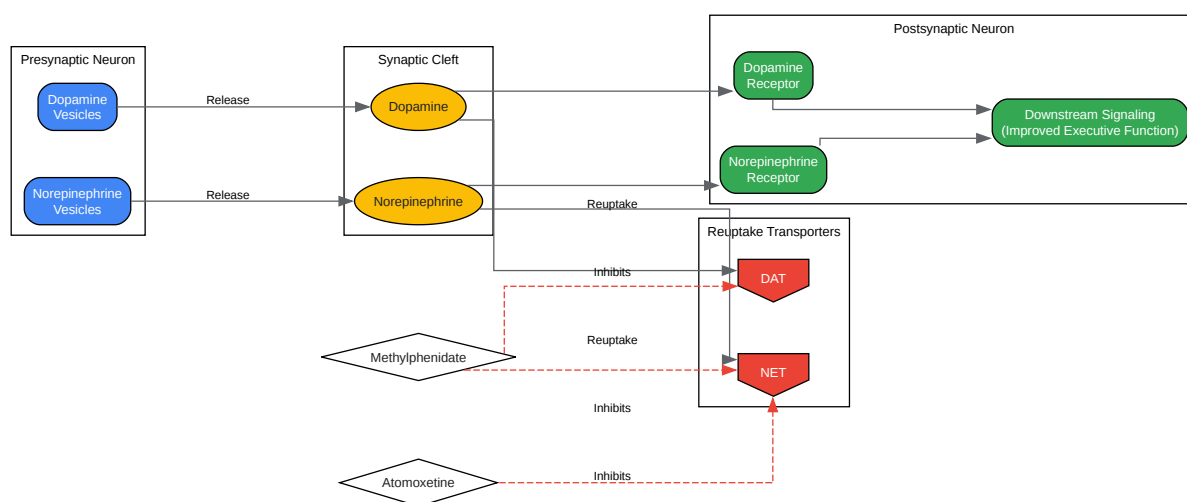 Postsynaptic Neuron
Presynaptic Neuron
Synaptic Cleft
Dopamine
Receptor
Dopamine
Vesicles
Release
Dopamine
Downstream Signaling
(Improved Executive Function)
Norepinephrine
Receptor
Norepinephrine
Vesicles
Release
Norepinephrine
Reuptake
Reuptake Transporters
Inhibits
DAT
Reuptake
Methylphenidate
NET
Inhibits
Inhibits
Atomoxetine